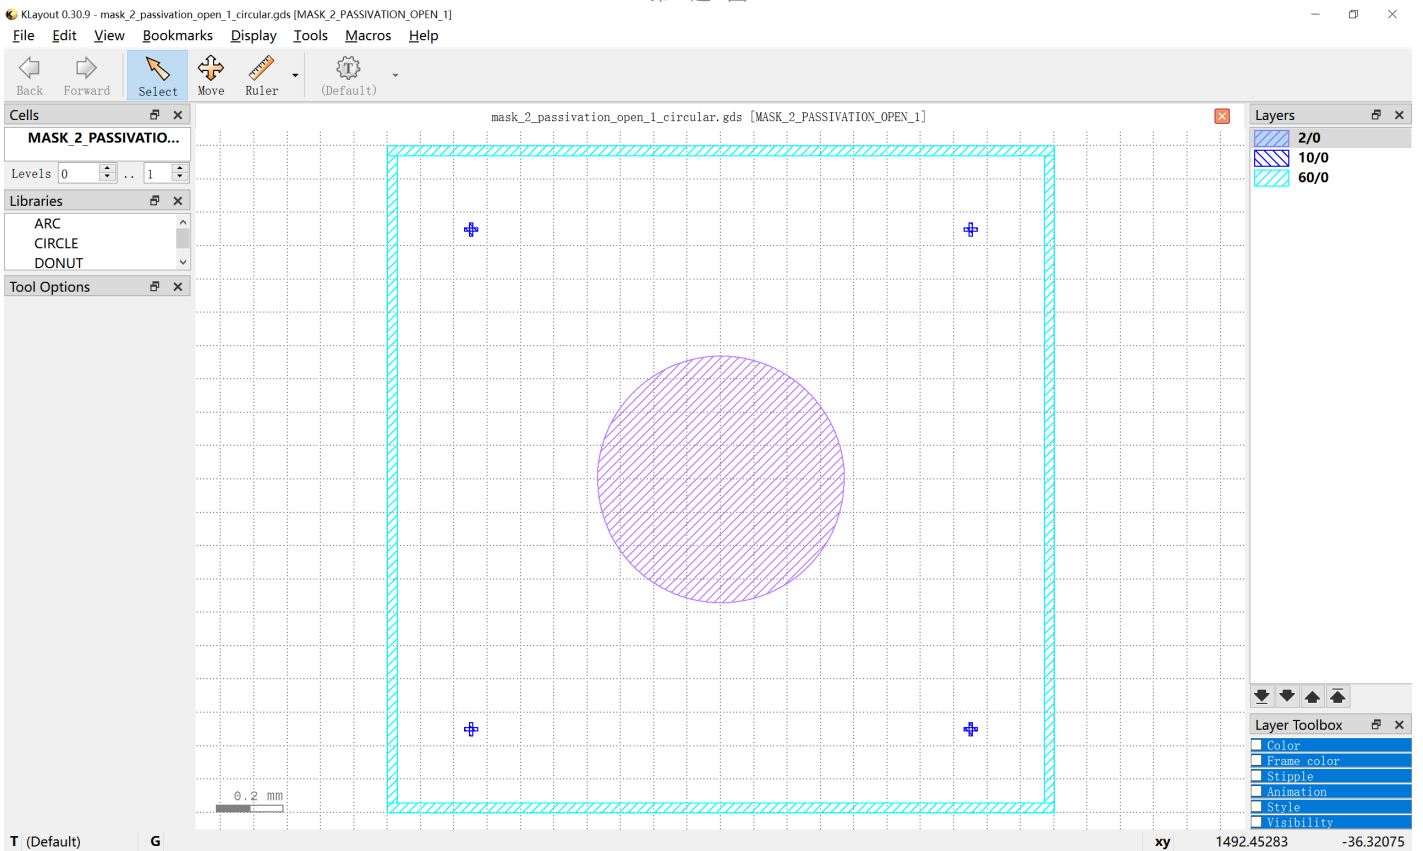 KLayout 0.30.9 - mask_2_passivation_open_1_circular.gds [MASK_2_PASSIVATION_OPEN_1]
File Edit View Bookmarks Display Tools Macros Help
Back Forward Select Move Ruler (Default)
Cells
MASK_2_PASSIVATIO...
Levels 0 .. 1
Libraries
ARC
CIRCLE
DONUT
Tool Options
mask_2_passivation_open_1_circular.gds [MASK_2_PASSIVATION_OPEN_1]
0.2 mm
Layers
2/0
10/0
60/0
Layer Toolbox
Color
Frame color
Stipple
Animation
Style
Visibility
T (Default) G xy 1492.45283 -36.32075